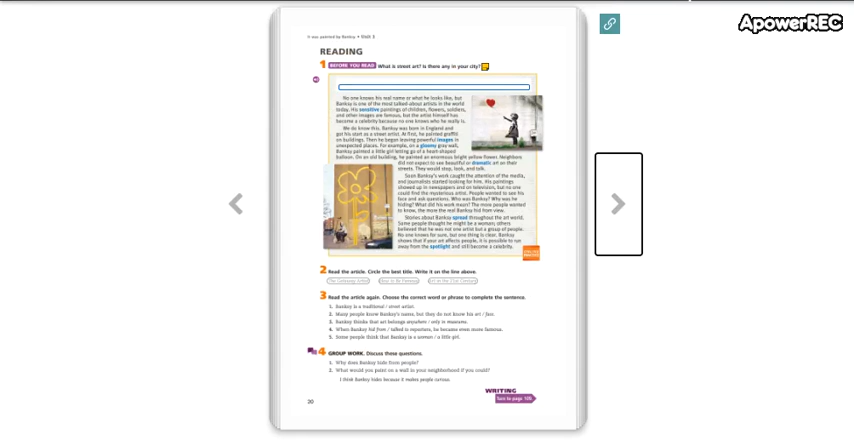 ApowerREC
It was painted by Banksy. • Unit 3
READING
1 BEFORE YOU READ What is street art? Is there any in your city?
No one knows his real name or what he looks like, but
Banksy is one of the most talked-about artists in the world
today. His sensitive paintings of children, flowers, soldiers,
and other images are famous, but the artist himself has
become a celebrity because no one knows who he really is.
We do know this. Banksy was born in England and
got his start as a street artist. At first, he painted graffiti
on buildings. Then he began leaving powerful images in
unexpected places. For example, on a gloomy gray wall,
Banksy painted a little girl letting go of a heart-shaped
balloon. On an old building, he painted an enormous bright yellow flower. Neighbors
did not expect to see beautiful or dramatic art on their
streets. They would stop, look, and talk.
Soon Banksy's work caught the attention of the media,
and journalists started looking for him. His paintings
showed up in newspapers and on television, but no one
could find the mysterious artist. People wanted to see his
face and ask questions. Who was Banksy? Why was he
hiding? What did his work mean? The more people wanted
to know, the more the real Banksy hid from view.
Stories about Banksy spread throughout the art world.
Some people thought he might be a woman; others
believed that he was not one artist but a group of people.
No one knows for sure, but one thing is clear. Banksy
shows that if your art affects people, it is possible to run
away from the spotlight and still become a celebrity.
2 Read the article. Circle the best title. Write it on the line above.
The Getaway Artist How to Be Famous Art in the 21st Century
3 Read the article again. Choose the correct word or phrase to complete the sentence.
1. Banksy is a traditional / street artist.
2. Many people know Banksy's name, but they do not know his art / face.
3. Banksy thinks that art belongs anywhere / only in museums.
4. When Banksy hid from / talked to reporters, he became even more famous.
5. Some people think that Banksy is a woman / a little girl.
4 GROUP WORK. Discuss these questions.
1. Why does Banksy hide from people?
2. What would you paint on a wall in your neighborhood if you could?
I think Banksy hides because it makes people curious.
WRITING
Turn to page 105.
30